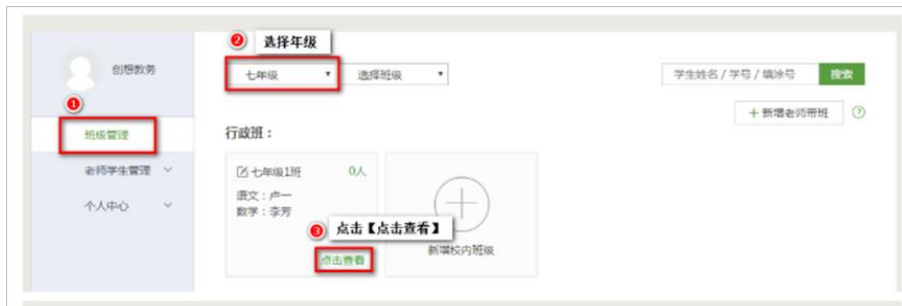 创想教务
❶
班级管理
老师学生管理
个人中心
❷ 选择年级
七年级 选择班级
学生姓名 / 学号 / 填涂号 搜索
+ 新增老师带班 ?
行政班：
七年级1班 0人
语文：卢一
数学：李芳
❸ 点击【点击查看】
点击查看
新增校内班级